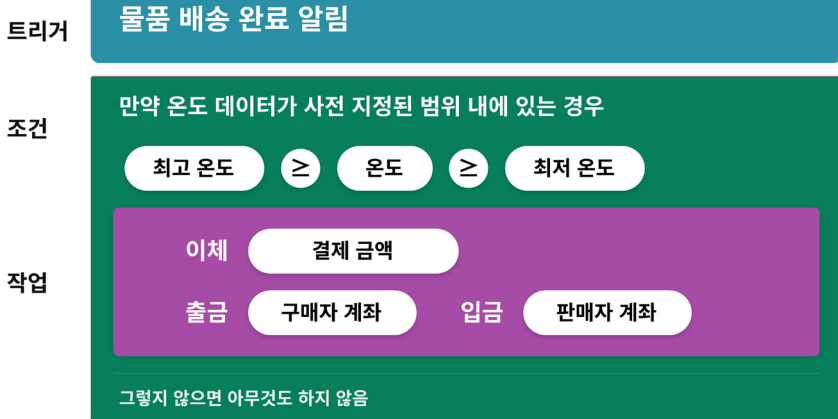 트리거
물품 배송 완료 알림
조건
만약 온도 데이터가 사전 지정된 범위 내에 있는 경우
최고 온도 ≥ 온도 ≥ 최저 온도
작업
이체 결제 금액
출금 구매자 계좌 입금 판매자 계좌
그렇지 않으면 아무것도 하지 않음